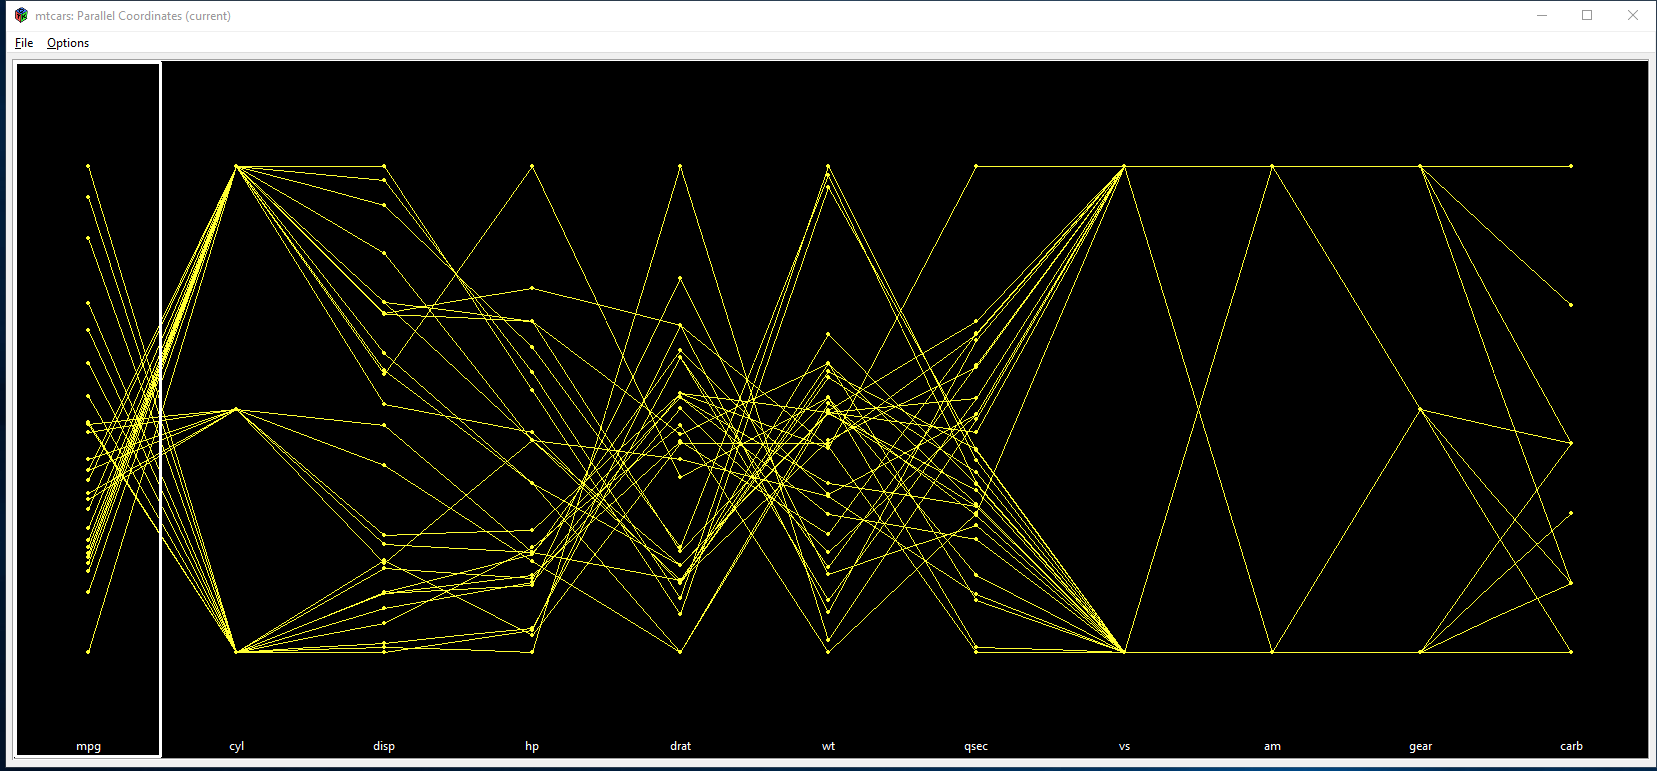 mtcars: Parallel Coordinates (current)
File Options
mpg cyl disp hp drat wt qsec vs am gear carb